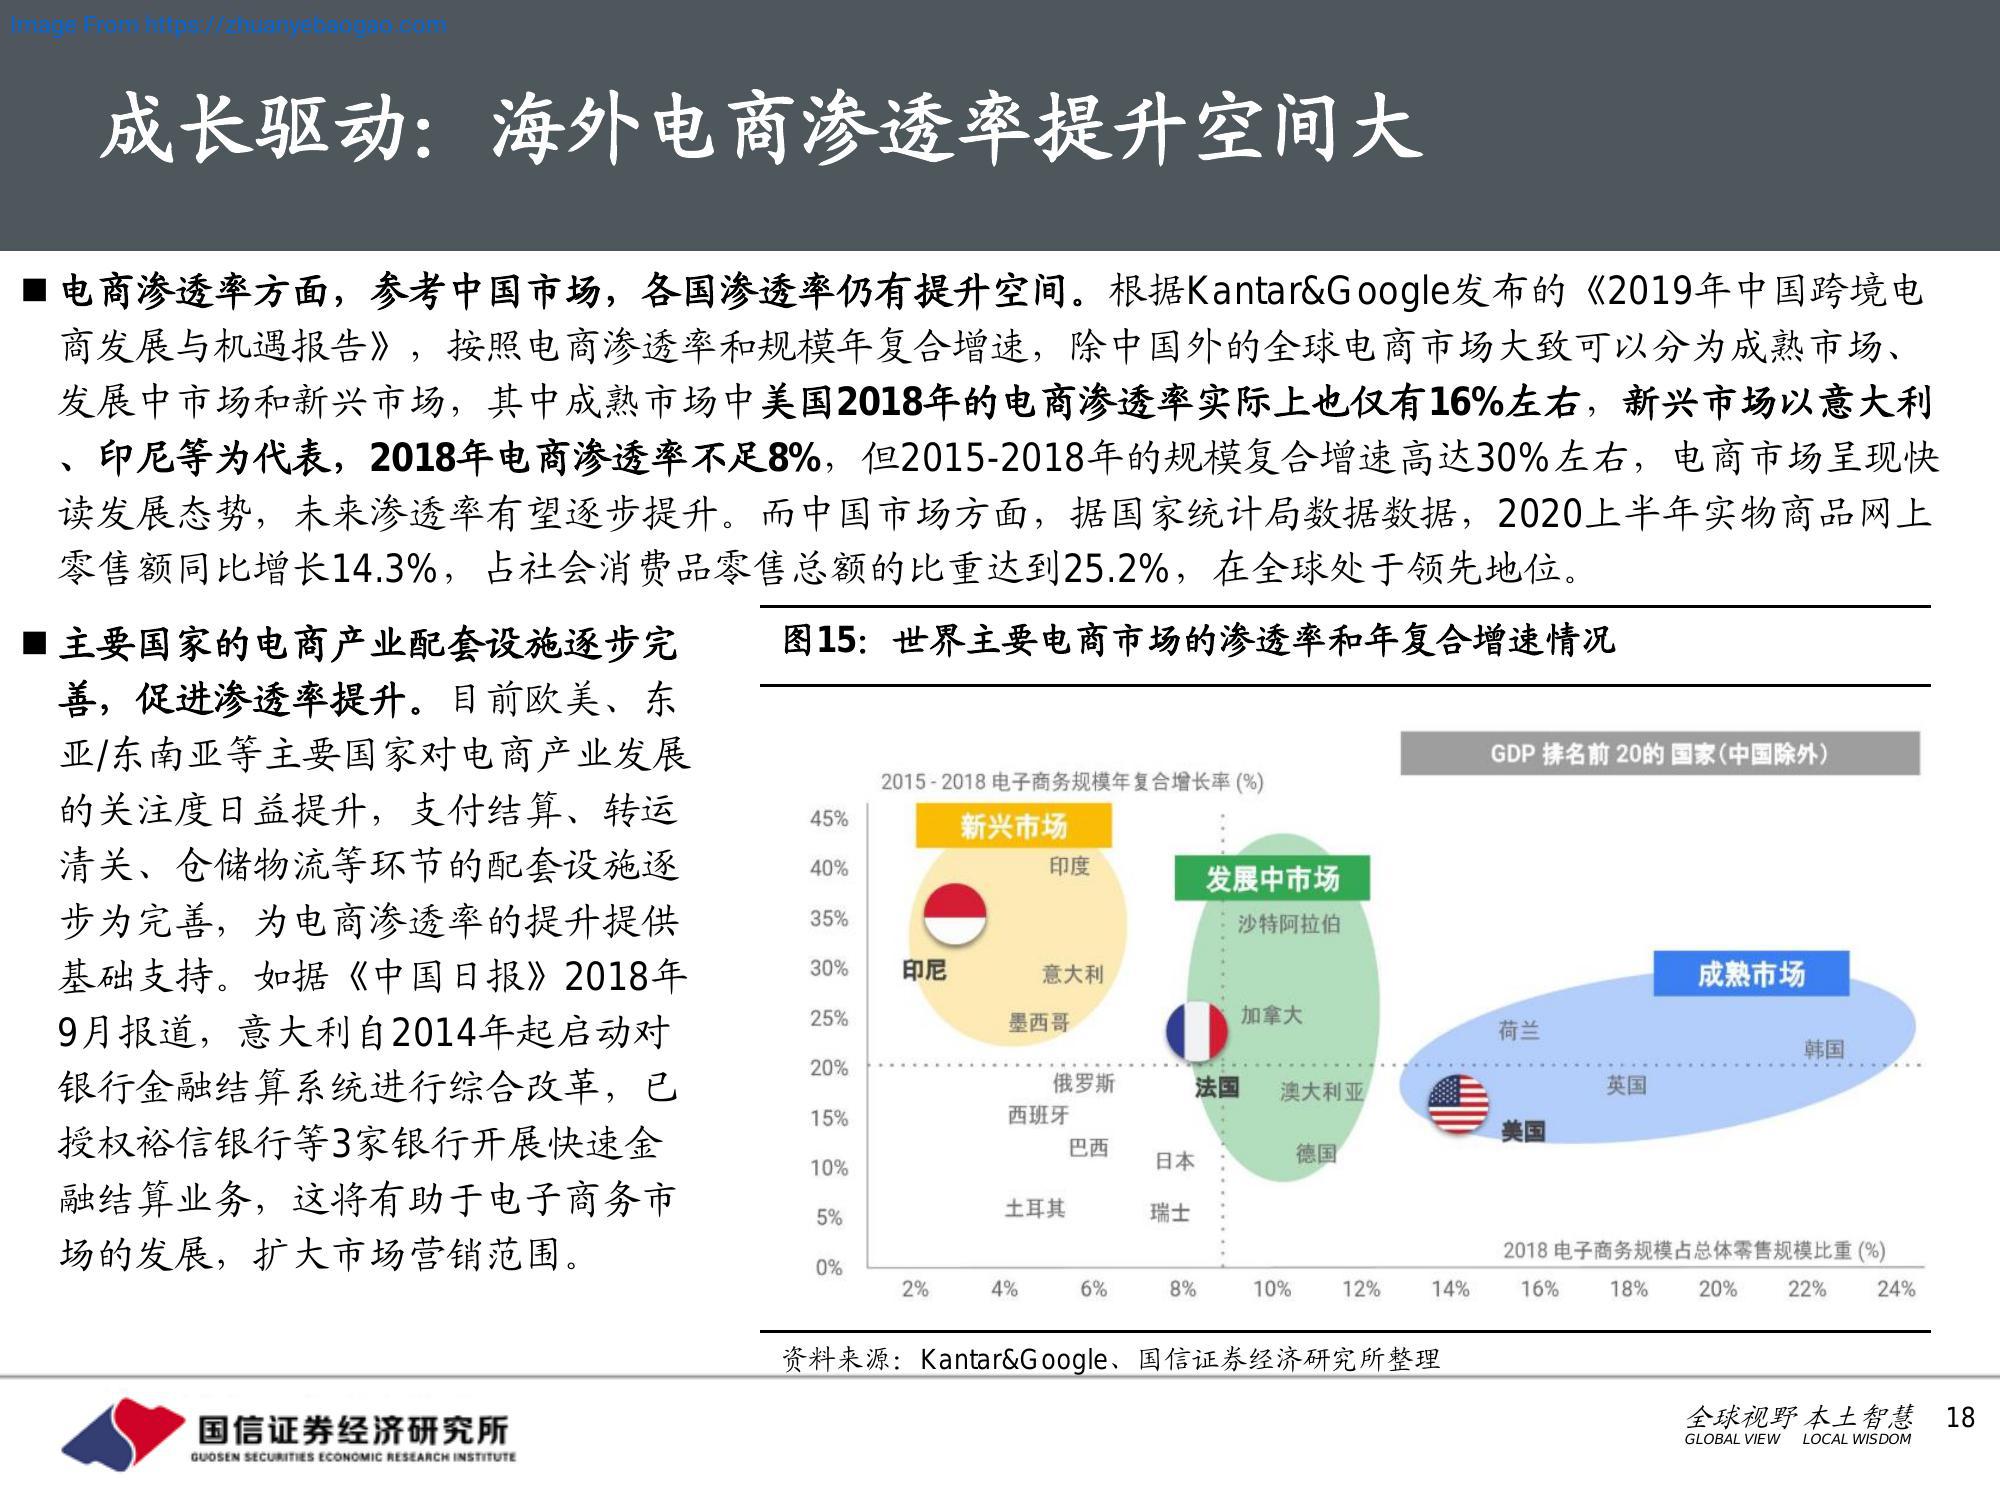 Image From https://zhuanyebaogao.com
成长驱动：海外电商渗透率提升空间大
■ 电商渗透率方面，参考中国市场，各国渗透率仍有提升空间。根据Kantar&Google发布的《2019年中国跨境电
商发展与机遇报告》，按照电商渗透率和规模年复合增速，除中国外的全球电商市场大致可以分为成熟市场、
发展中市场和新兴市场，其中成熟市场中美国2018年的电商渗透率实际上也仅有16%左右，新兴市场以意大利
、印尼等为代表，2018年电商渗透率不足8%，但2015-2018年的规模复合增速高达30%左右，电商市场呈现快
读发展态势，未来渗透率有望逐步提升。而中国市场方面，据国家统计局数据数据，2020上半年实物商品网上
零售额同比增长14.3%，占社会消费品零售总额的比重达到25.2%，在全球处于领先地位。
■ 主要国家的电商产业配套设施逐步完
善，促进渗透率提升。目前欧美、东
亚/东南亚等主要国家对电商产业发展
的关注度日益提升，支付结算、转运
清关、仓储物流等环节的配套设施逐
步为完善，为电商渗透率的提升提供
基础支持。如据《中国日报》2018年
9月报道，意大利自2014年起启动对
银行金融结算系统进行综合改革，已
授权裕信银行等3家银行开展快速金
融结算业务，这将有助于电子商务市
场的发展，扩大市场营销范围。
图15：世界主要电商市场的渗透率和年复合增速情况
GDP 排名前 20的 国家（中国除外）
2015 - 2018 电子商务规模年复合增长率 (%)
45%
新兴市场
40%
印度
发展中市场
35%
沙特阿拉伯
30%
印尼
意大利
成熟市场
25%
墨西哥
加拿大
荷兰
韩国
20%
俄罗斯
法国
澳大利亚
英国
15%
西班牙
美国
巴西
10%
日本
德国
5%
土耳其
瑞士
2018 电子商务规模占总体零售规模比重 (%)
0%
2% 4% 6% 8% 10% 12% 14% 16% 18% 20% 22% 24%
资料来源：Kantar&Google、国信证券经济研究所整理
国信证券经济研究所
GUOSEN SECURITIES ECONOMIC RESEARCH INSTITUTE
全球视野 本土智慧
GLOBAL VIEW LOCAL WISDOM
18